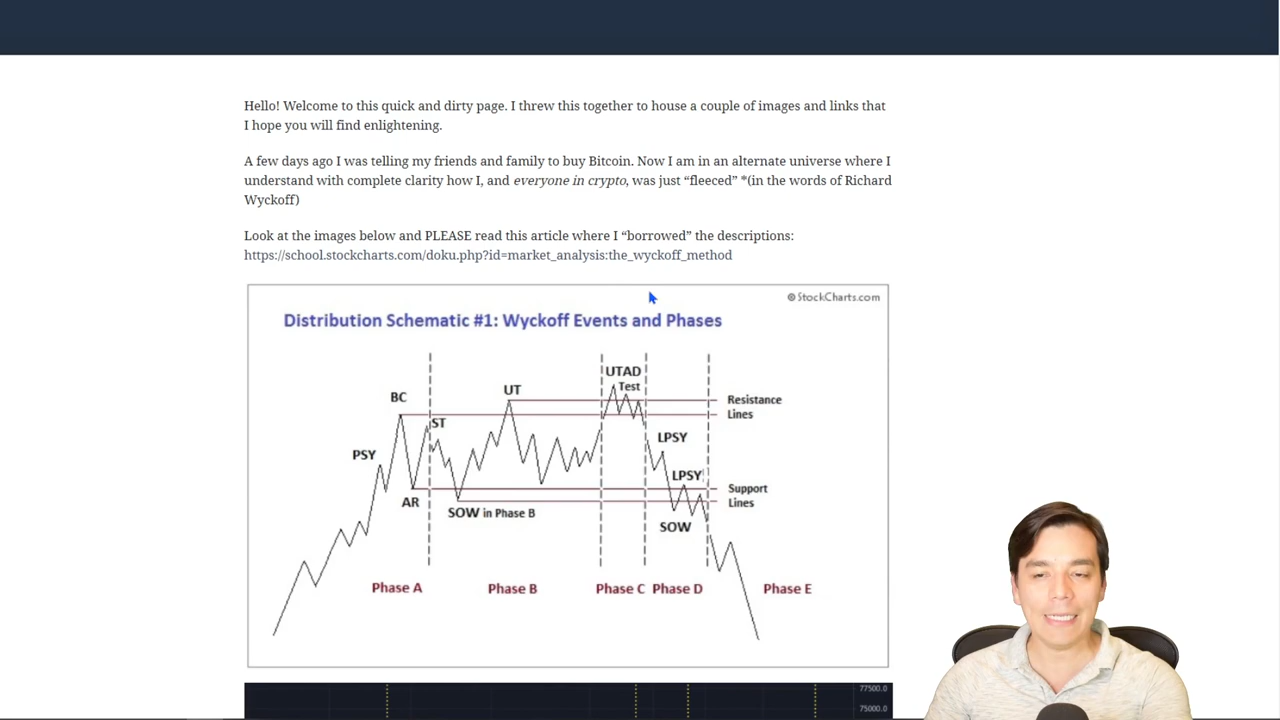 Hello! Welcome to this quick and dirty page. I threw this together to house a couple of images and links that
I hope you will find enlightening.
A few days ago I was telling my friends and family to buy Bitcoin. Now I am in an alternate universe where I
understand with complete clarity how I, and everyone in crypto, was just “fleeced” *(in the words of Richard
Wyckoff)
Look at the images below and PLEASE read this article where I “borrowed” the descriptions:
https://school.stockcharts.com/doku.php?id=market_analysis:the_wyckoff_method
©StockCharts.com
Distribution Schematic #1: Wyckoff Events and Phases
UTAD
Test
BC
UT
Resistance
Lines
ST
PSY
LPSY
LPSY
AR
SOW in Phase B
Support
Lines
SOW
Phase A
Phase B
Phase C
Phase D
Phase E
77500.0
75000.0